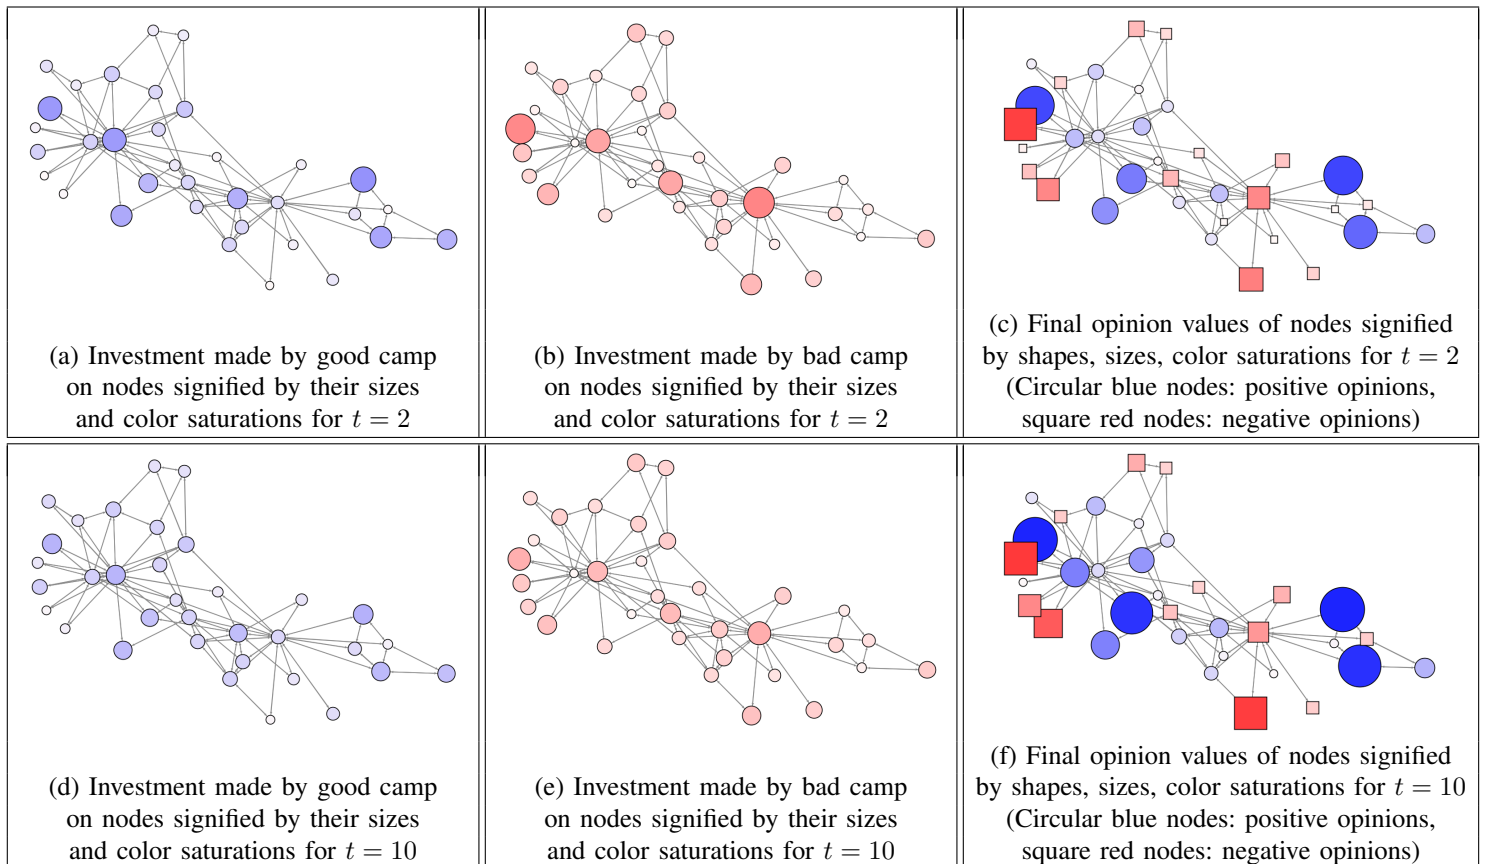 (a) Investment made by good camp
on nodes signified by their sizes
and color saturations for t = 2
(b) Investment made by bad camp
on nodes signified by their sizes
and color saturations for t = 2
(c) Final opinion values of nodes signified
by shapes, sizes, color saturations for t = 2
(Circular blue nodes: positive opinions,
square red nodes: negative opinions)
(d) Investment made by good camp
on nodes signified by their sizes
and color saturations for t = 10
(e) Investment made by bad camp
on nodes signified by their sizes
and color saturations for t = 10
(f) Final opinion values of nodes signified
by shapes, sizes, color saturations for t = 10
(Circular blue nodes: positive opinions,
square red nodes: negative opinions)